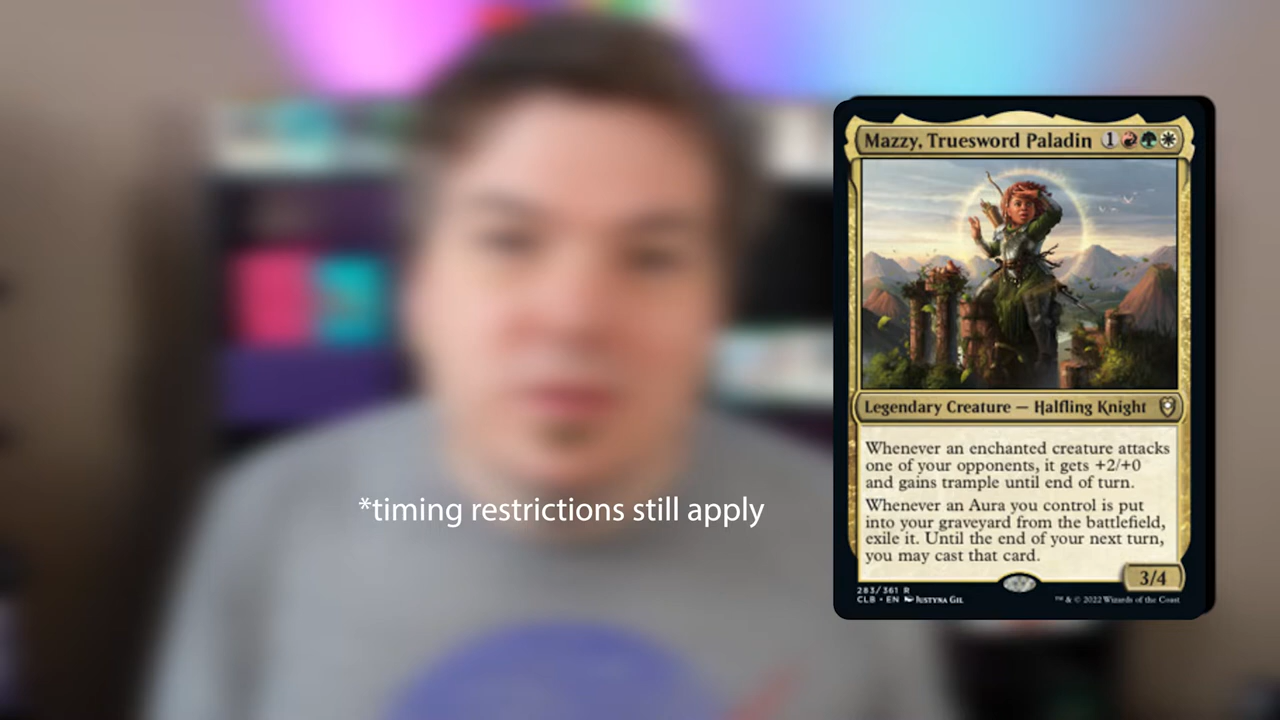 Mazzy, Truesword Paladin 1
Legendary Creature — Halfling Knight
Whenever an enchanted creature attacks
one of your opponents, it gets +2/+0
and gains trample until end of turn.
Whenever an Aura you control is put
into your graveyard from the battlefield,
exile it. Until the end of your next turn,
you may cast that card.
3/4
283/361 R
CLB • EN Justyna Gil
™ & © 2022 Wizards of the Coast
*timing restrictions still apply